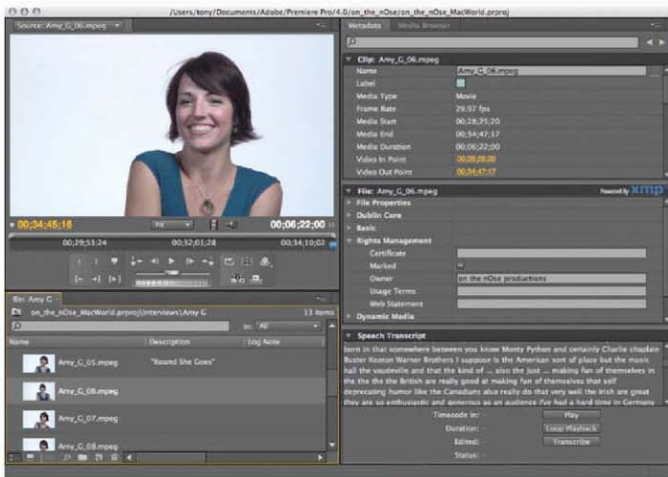 /Users/tony/Documents/Adobe/Premiere Pro/4.0/on_the_nOse/on_the_nOse_MacWorld.prproj
Source: Amy_G_06.mpeg
00;34;45;16
Fit
00;06;22;00
00;29;53;24
00;32;01;28
00;34;10;02
Bin: Amy G
on_the_nOse_MacWorld.prproj\Interviews\Amy G
13 Items
In: All
Name
Description
Log Note
Amy_G_05.mpeg
"Round She Goes"
Amy_G_06.mpeg
Amy_G_07.mpeg
Amy_G_08.mpeg
Metadata
Media Browser
Clip: Amy_G_06.mpeg
Name
Amy_G_06.mpeg
Label
Media Type
Movie
Frame Rate
29.97 fps
Media Start
00;28;25;20
Media End
00;34;47;17
Media Duration
00;06;22;00
Video In Point
Video Out Point
00;34;47;17
File: Amy_G_06.mpeg
Powered By xmp
File Properties
Dublin Core
Basic
Rights Management
Certificate
Marked
Owner
on the nOse productions
Usage Terms
Web Statement
Dynamic Media
Speech Transcript
born in that somewhere between you know Monty Python and certainly Charlie chaplain
Buster Keaton Warner Brothers I suppose is the American sort of place but the music
hall the vaudeville and that the kind of ... also the just ... making fun of themselves in
the the the the British are really good at making fun of themselves that self
deprecating humor like the Canadians also really do that very well the Irish are great
they are so enthusiastic and generous as an audience I've had a hard time in Germany
Timecode In:
Play
Duration:
Loop Playback
Edited:
Transcribe
Status: